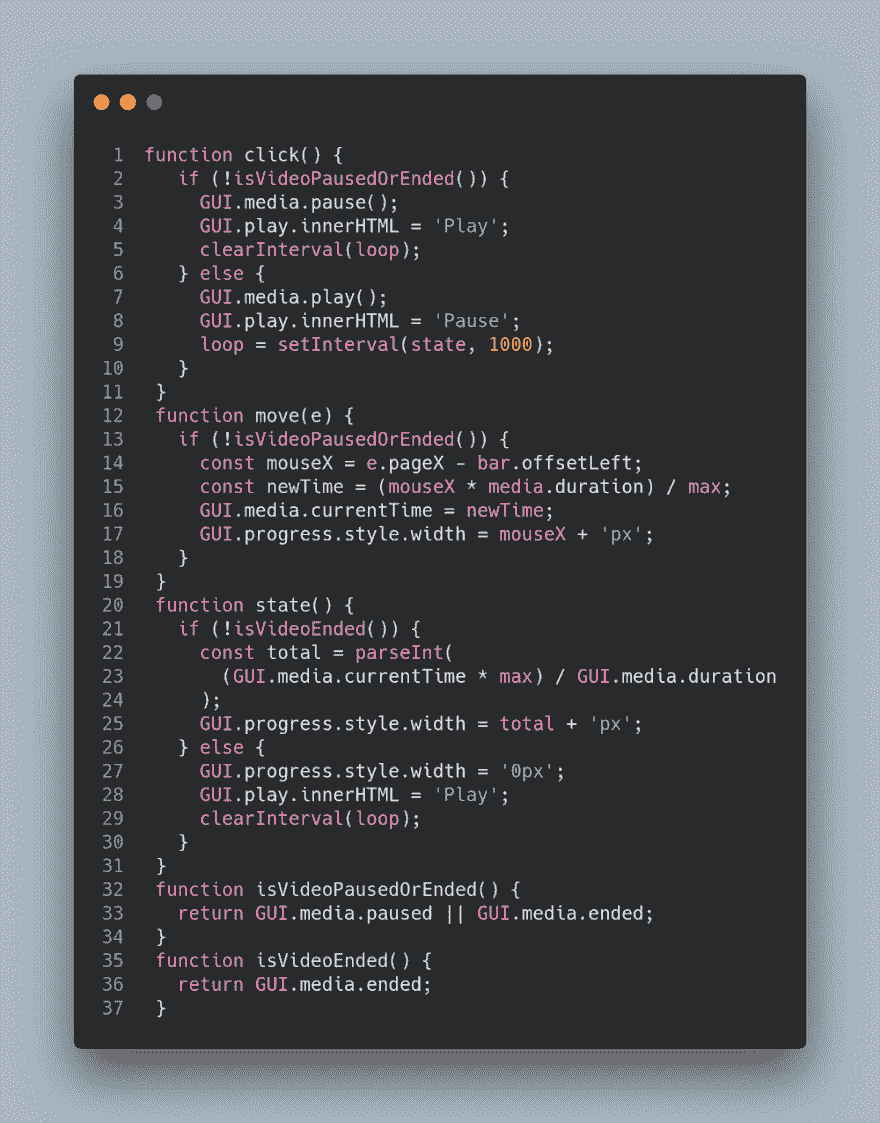 1 function click() {
2 if (!isVideoPausedOrEnded()) {
3 GUI.media.pause();
4 GUI.play.innerHTML = 'Play';
5 clearInterval(loop);
6 } else {
7 GUI.media.play();
8 GUI.play.innerHTML = 'Pause';
9 loop = setInterval(state, 1000);
10 }
11 }
12 function move(e) {
13 if (!isVideoPausedOrEnded()) {
14 const mouseX = e.pageX - bar.offsetLeft;
15 const newTime = (mouseX * media.duration) / max;
16 GUI.media.currentTime = newTime;
17 GUI.progress.style.width = mouseX + 'px';
18 }
19 }
20 function state() {
21 if (!isVideoEnded()) {
22 const total = parseInt(
23 (GUI.media.currentTime * max) / GUI.media.duration
24 );
25 GUI.progress.style.width = total + 'px';
26 } else {
27 GUI.progress.style.width = '0px';
28 GUI.play.innerHTML = 'Play';
29 clearInterval(loop);
30 }
31 }
32 function isVideoPausedOrEnded() {
33 return GUI.media.paused || GUI.media.ended;
34 }
35 function isVideoEnded() {
36 return GUI.media.ended;
37 }